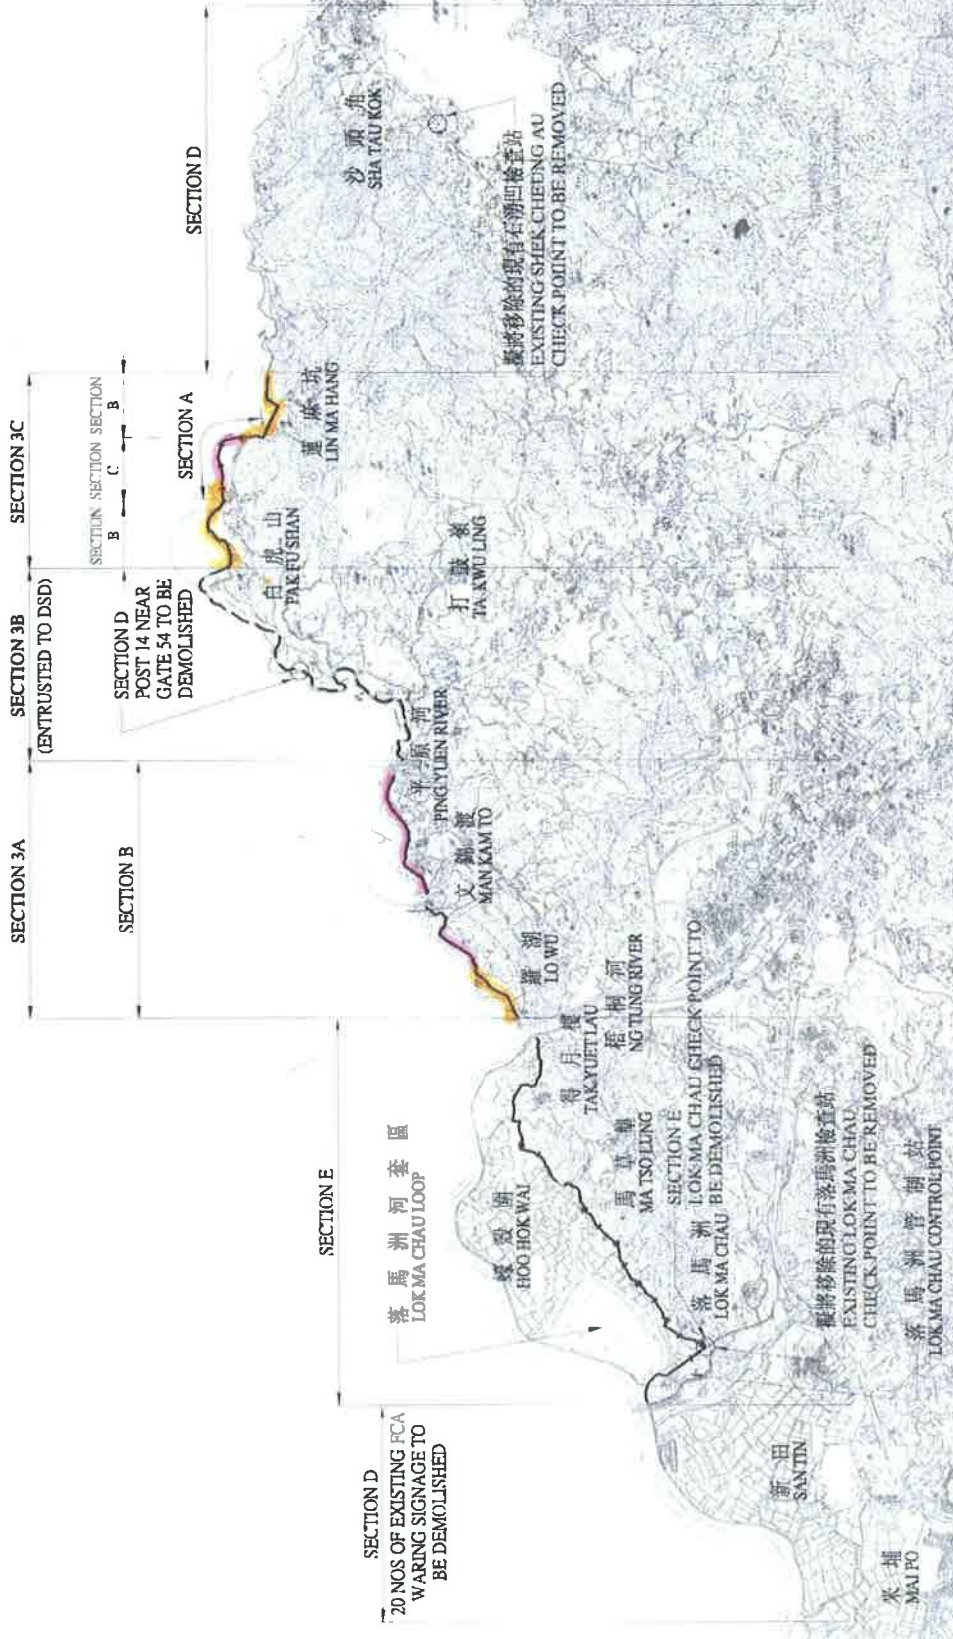 SECTION D
20 NOS OF EXISTING FCA
WARING SIGNAGE TO
BE DEMOLISHED
SECTION E
SECTION 3A
SECTION B
SECTION 3B
(ENTRUSTED TO DSD)
SECTION D
POST 14 NEAR
GATE 54 TO BE
DEMOLISHED
SECTION 3C
SECTION SECTION SECTION
B C B
SECTION A
SECTION D
米埔
MAI PO
新田
SAN TIN
落馬洲河套區
LOK MA CHAU LOOP
蠔殼圍
HOO HOK WAI
落馬洲
LOK MA CHAU
SECTION E
LOK MA CHAU CHECK POINT TO
BE DEMOLISHED
馬草壟
MA TSO LUNG
擬將移除的現有落馬洲檢查站
EXISTING LOK MA CHAU
CHECK POINT TO BE REMOVED
落馬洲管制站
LOK MA CHAU CONTROL POINT
得月樓
TAK YUET LAU
梧桐河
NG TUNG RIVER
羅湖
LO WU
文錦渡
MAN KAM TO
平原河
PING YUEN RIVER
白虎山
PAK FU SHAN
打鼓嶺
TA KWU LING
蓮麻坑
LIN MA HANG
沙頭角
SHA TAU KOK
擬將移除的現有石涌凹檢查站
EXISTING SHEK CHEUNG AU
CHECK POINT TO BE REMOVED